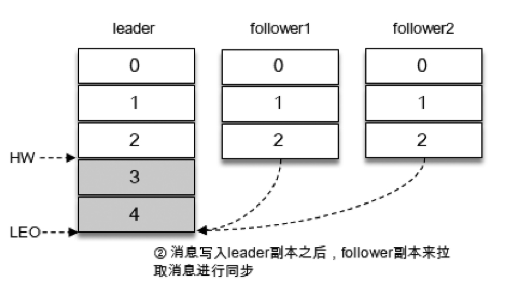 leader follower1 follower2
0 0 0
1 1 1
2 2 2
HW
3
4
LEO
② 消息写入leader副本之后，follower副本来拉
取消息进行同步